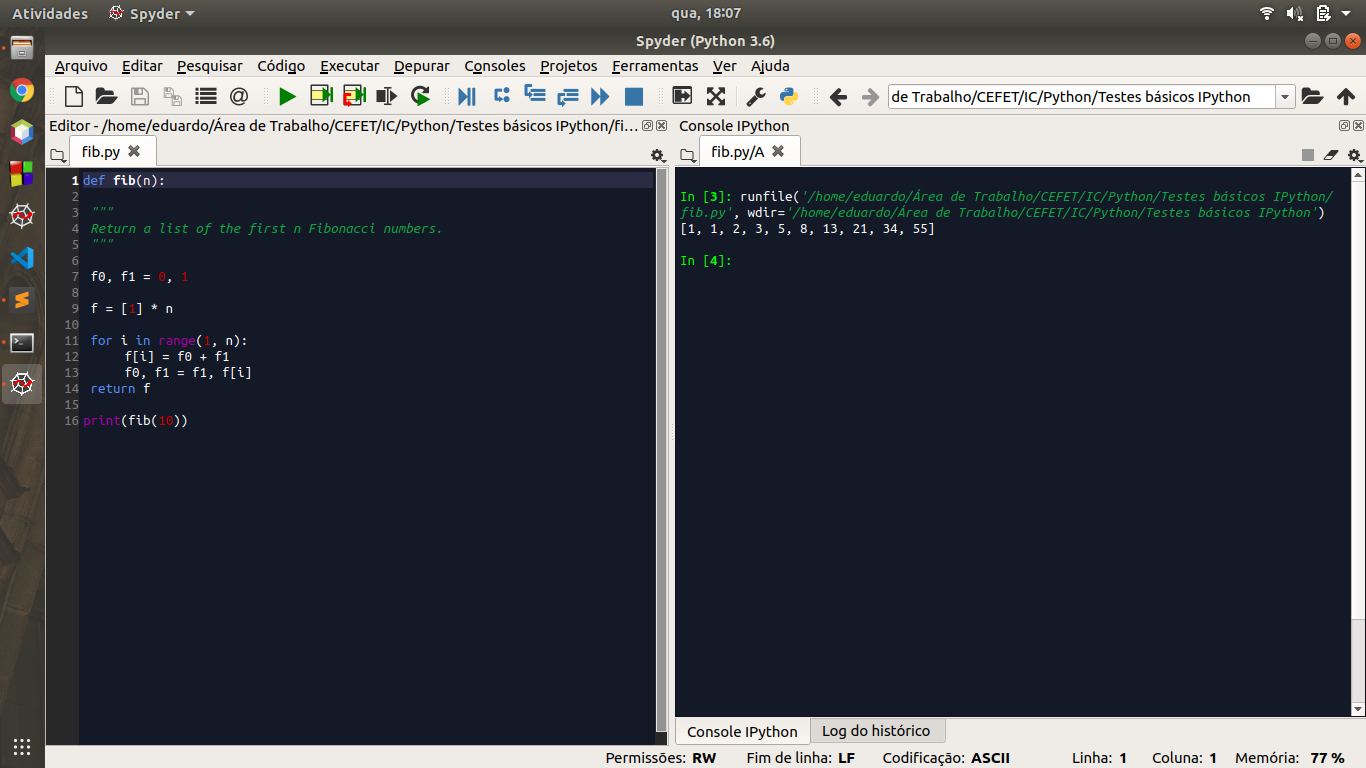 Atividades Spyder qua, 18:07
Spyder (Python 3.6)
Arquivo Editar Pesquisar Código Executar Depurar Consoles Projetos Ferramentas Ver Ajuda
de Trabalho/CEFET/IC/Python/Testes básicos IPython
Editor - /home/eduardo/Área de Trabalho/CEFET/IC/Python/Testes básicos IPython/fi…
fib.py
1 def fib(n):
2
3 """
4 Return a list of the first n Fibonacci numbers.
5 """
6
7 f0, f1 = 0, 1
8
9 f = [1] * n
10
11 for i in range(1, n):
12 f[i] = f0 + f1
13 f0, f1 = f1, f[i]
14 return f
15
16 print(fib(10))
Console IPython
fib.py/A
In [3]: runfile('/home/eduardo/Área de Trabalho/CEFET/IC/Python/Testes básicos IPython/
fib.py', wdir='/home/eduardo/Área de Trabalho/CEFET/IC/Python/Testes básicos IPython')
[1, 1, 2, 3, 5, 8, 13, 21, 34, 55]
In [4]:
Console IPython Log do histórico
Permissões: RW Fim de linha: LF Codificação: ASCII Linha: 1 Coluna: 1 Memória: 77 %